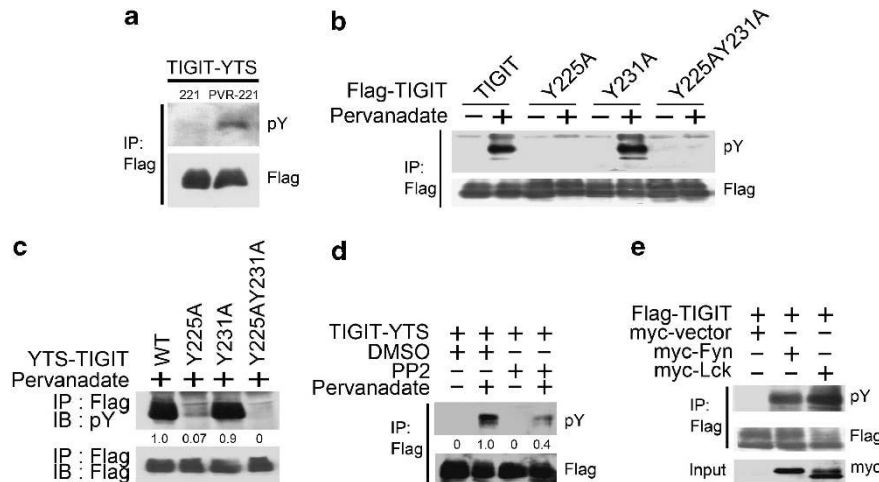 a
TIGIT-YTS
221 PVR-221
IP: Flag
pY
Flag
b
Flag-TIGIT
TIGIT Y225A Y231A Y225AY231A
Pervanadate − + − + − + − +
IP: Flag
pY
Flag
c
YTS-TIGIT
WT Y225A Y231A Y225AY231A
Pervanadate + + + +
IP : Flag
IB : pY
1.0 0.07 0.9 0
IP : Flag
IB : Flag
d
TIGIT-YTS + + + +
DMSO + + − −
PP2 − − + +
Pervanadate − + − +
IP: Flag
pY
0 1.0 0 0.4
Flag
e
Flag-TIGIT + + +
myc-vector + − −
myc-Fyn − + −
myc-Lck − − +
IP: Flag
pY
Flag
Input
myc